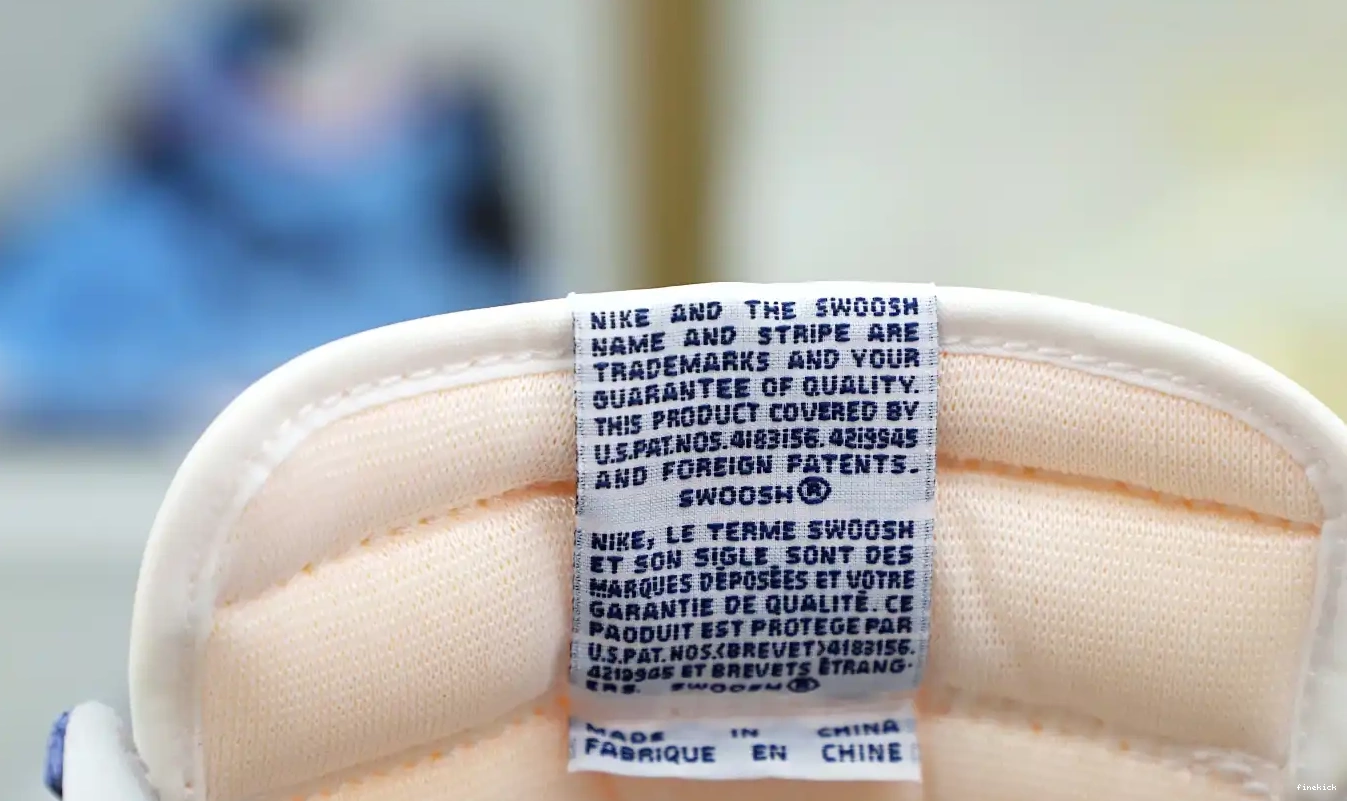 NIKE AND THE SWOOSH
NAME AND STRIPE ARE
TRADEMARKS AND YOUR
GUARANTEE OF QUALITY.
THIS PRODUCT COVERED BY
U.S.PAT.NOS.4183156.4219945
AND FOREIGN PATENTS.
SWOOSH®
NIKE, LE TERME SWOOSH
ET SON SIGLE SONT DES
MARQUES DÉPOSÉES ET VOTRE
GARANTIE DE QUALITÉ. CE
PAODUIT EST PROTEGE PAR
U.S.PAT.NOS.(BREVET)4183156.
4219945 ET BREVETS ÉTRANG-
ERS. SWOOSH®
MADE IN CHINA
FABRIQUE EN CHINE
finekick